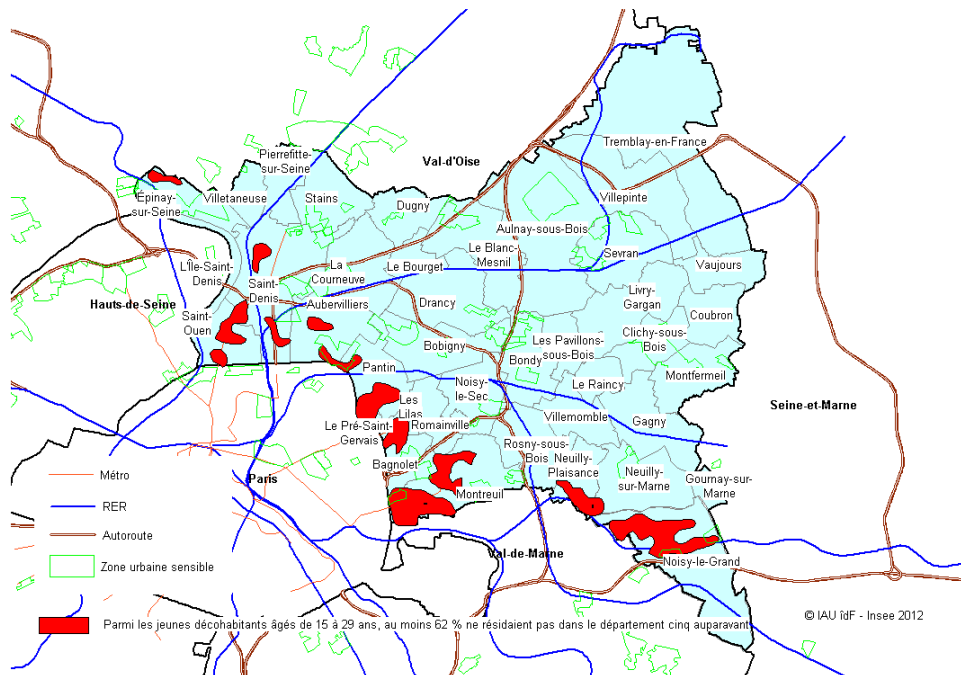 Tremblay-en-France
Pierrefitte-
sur-Seine
Val-d'Oise
Épinay-
sur-Seine
Villetaneuse
Stains
Villepinte
Dugny
Aulnay-sous-Bois
Le Blanc-
Mesnil
Sevran
Vaujours
L'Île-Saint-
Denis
La
Courneuve
Le Bourget
Saint-
Denis
Livry-
Gargan
Hauts-de-Seine
Aubervilliers
Drancy
Coubron
Saint-
Ouen
Clichy-sous-
Bois
Bobigny
Les Pavillons-
sous-Bois
Bondy
Pantin
Montfermeil
Noisy-
le-Sec
Le Raincy
Les
Lilas
Seine-et-Marne
Villemomble
Gagny
Le Pré-Saint-
Gervais
Romainville
Rosny-sous-
Bois
Bagnolet
Neuilly-
Plaisance
Neuilly-
sur-Marne
Gournay-sur-
Marne
Paris
Montreuil
Val-de-Marne
Noisy-le-Grand
Métro
RER
Autoroute
Zone urbaine sensible
Parmi les jeunes décohabitants âgés de 15 à 29 ans, au moins 62 % ne résidaient pas dans le département cinq auparavant
© IAU îdF - Insee 2012